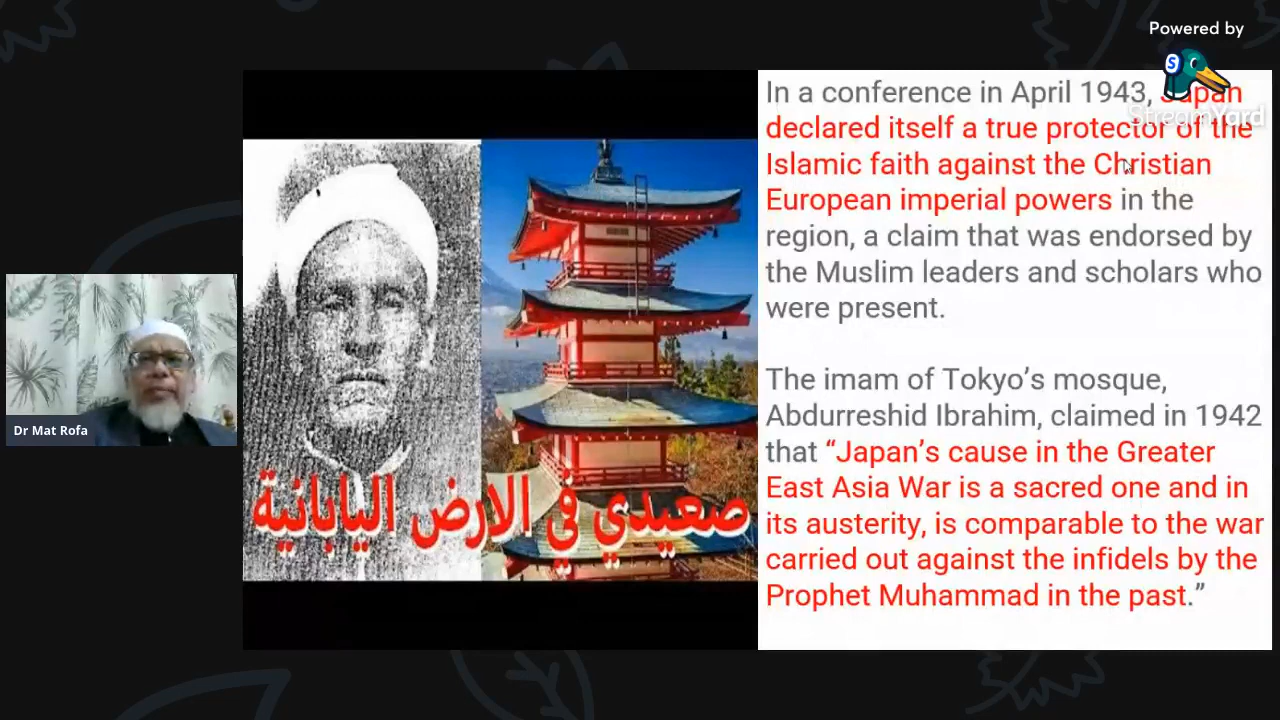 Powered by
StreamYard
In a conference in April 1943, Japan
declared itself a true protector of the
Islamic faith against the Christian
European imperial powers in the
region, a claim that was endorsed by
the Muslim leaders and scholars who
were present.
The imam of Tokyo’s mosque,
Abdurreshid Ibrahim, claimed in 1942
that “Japan’s cause in the Greater
East Asia War is a sacred one and in
its austerity, is comparable to the war
carried out against the infidels by the
Prophet Muhammad in the past.”
صعيدي في الارض اليابانية
Dr Mat Rofa